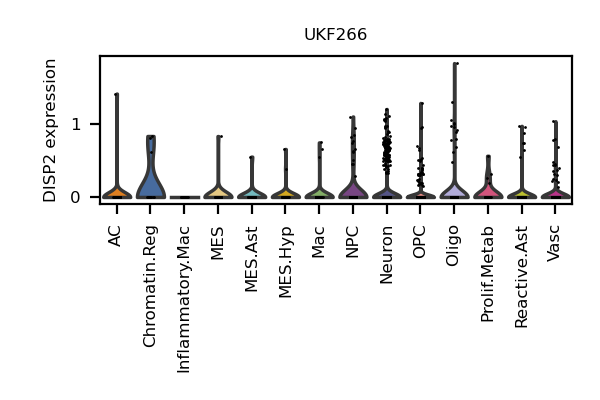 UKF266
DISP2 expression
1
0
AC
Chromatin.Reg
Inflammatory.Mac
MES
MES.Ast
MES.Hyp
Mac
NPC
Neuron
OPC
Oligo
Prolif.Metab
Reactive.Ast
Vasc